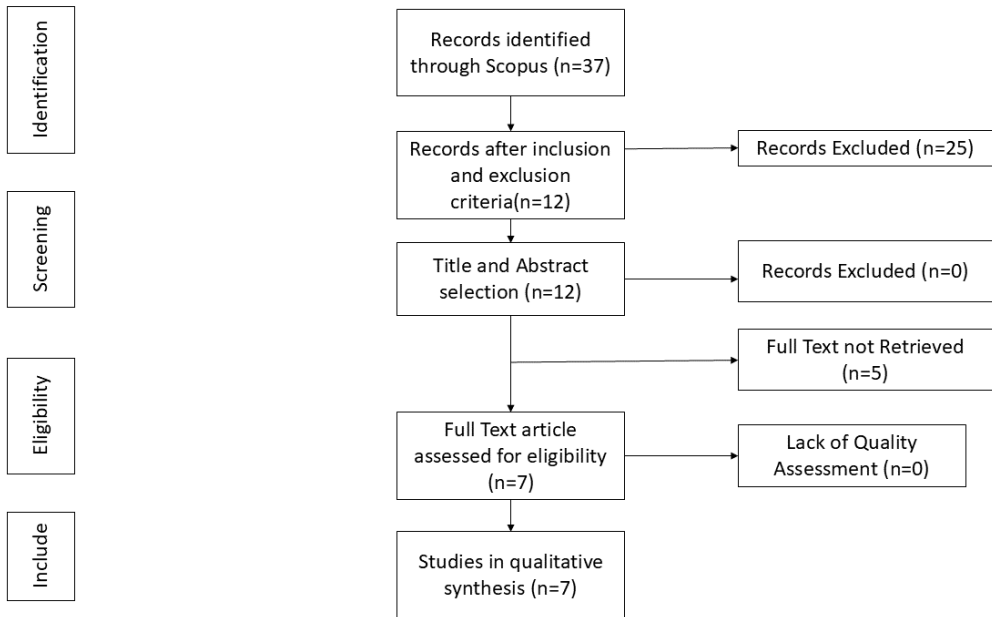 Identification
Records identified
through Scopus (n=37)
Records after inclusion
and exclusion
criteria(n=12)
Records Excluded (n=25)
Screening
Title and Abstract
selection (n=12)
Records Excluded (n=0)
Full Text not Retrieved
(n=5)
Eligibility
Full Text article
assessed for eligibility
(n=7)
Lack of Quality
Assessment (n=0)
Include
Studies in qualitative
synthesis (n=7)